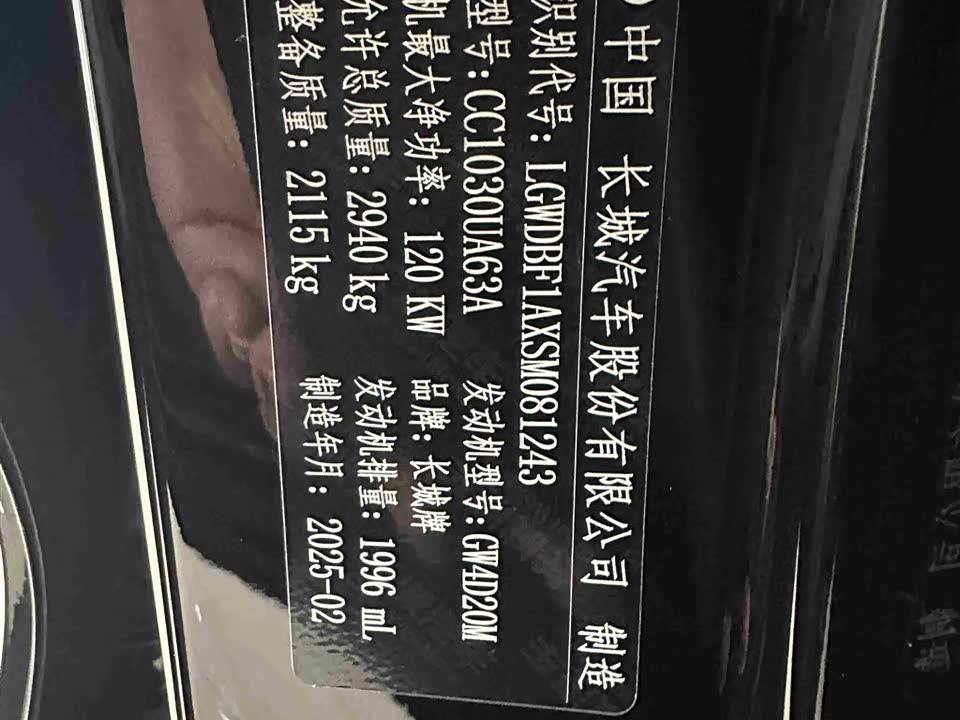 中国 长城汽车股份有限公司 制造
识别代号: LGWDBF1AXSM081243
型号: CC1030UA63A 发动机型号: GW4D20M
机最大净功率: 120 KW 品牌: 长城牌
允许总质量: 2940 kg 发动机排量: 1996 mL
整备质量: 2115 kg 制造年月: 2025-02